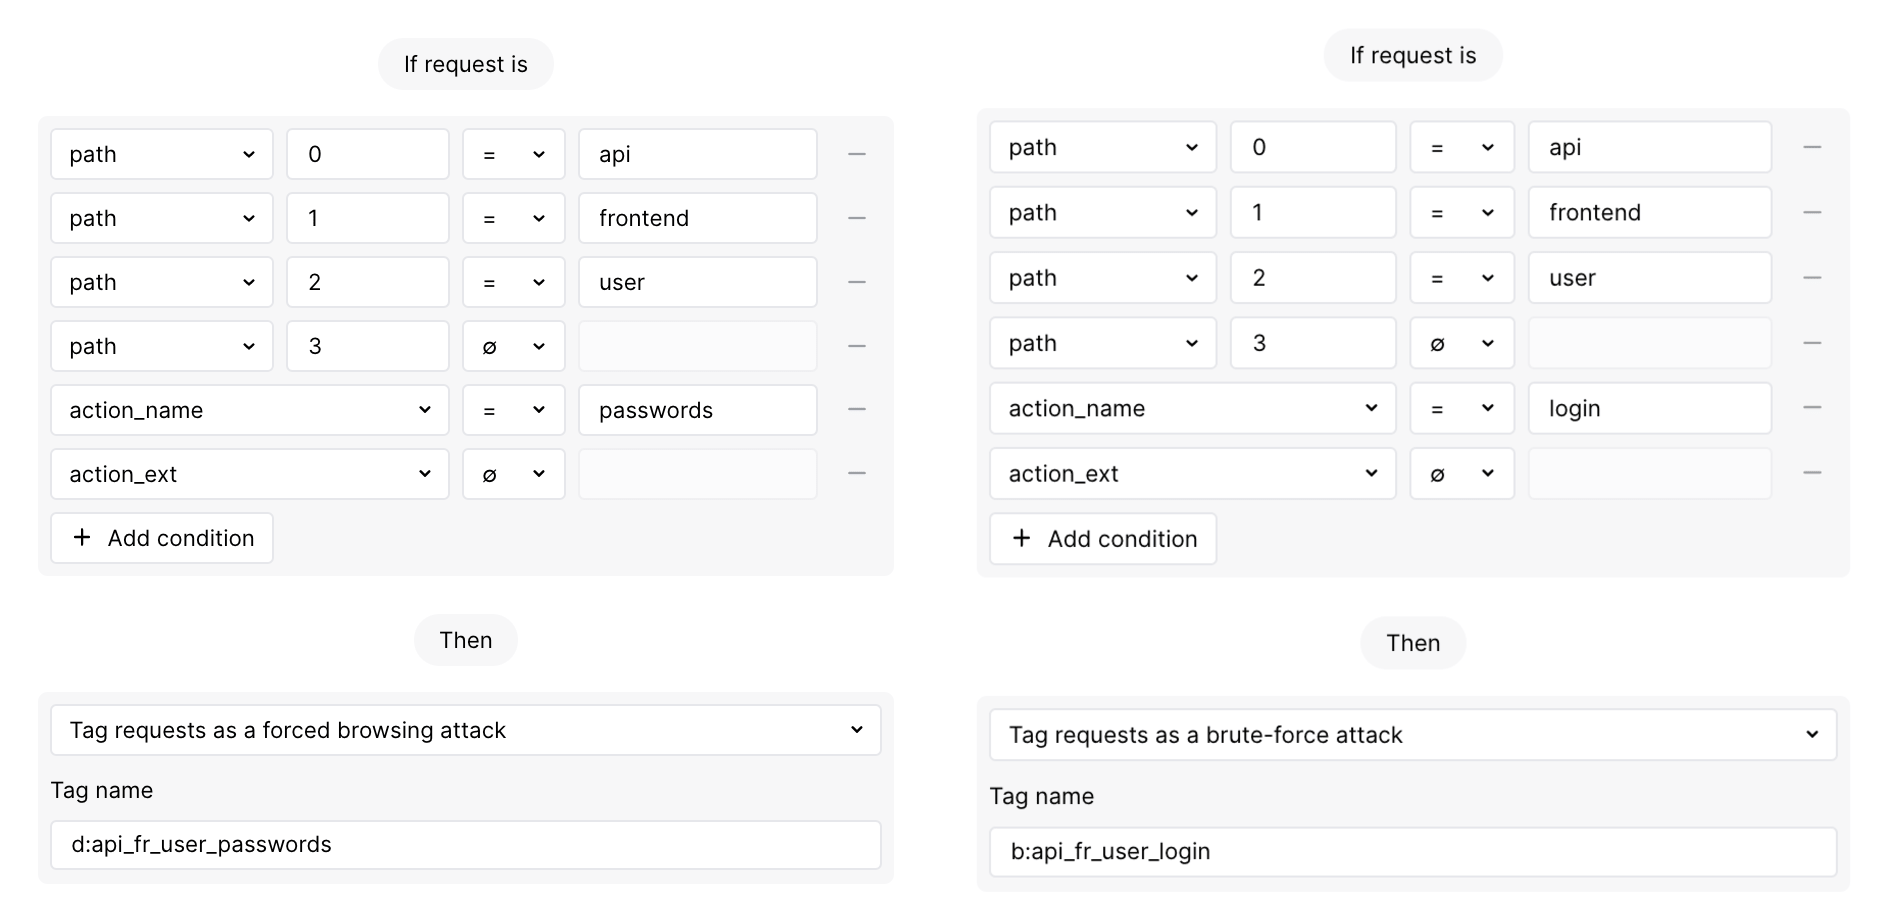 If request is
path 0 = api
path 1 = frontend
path 2 = user
path 3 ∅
action_name = passwords
action_ext ∅
+ Add condition
Then
Tag requests as a forced browsing attack
Tag name
d:api_fr_user_passwords
If request is
path 0 = api
path 1 = frontend
path 2 = user
path 3 ∅
action_name = login
action_ext ∅
+ Add condition
Then
Tag requests as a brute-force attack
Tag name
b:api_fr_user_login